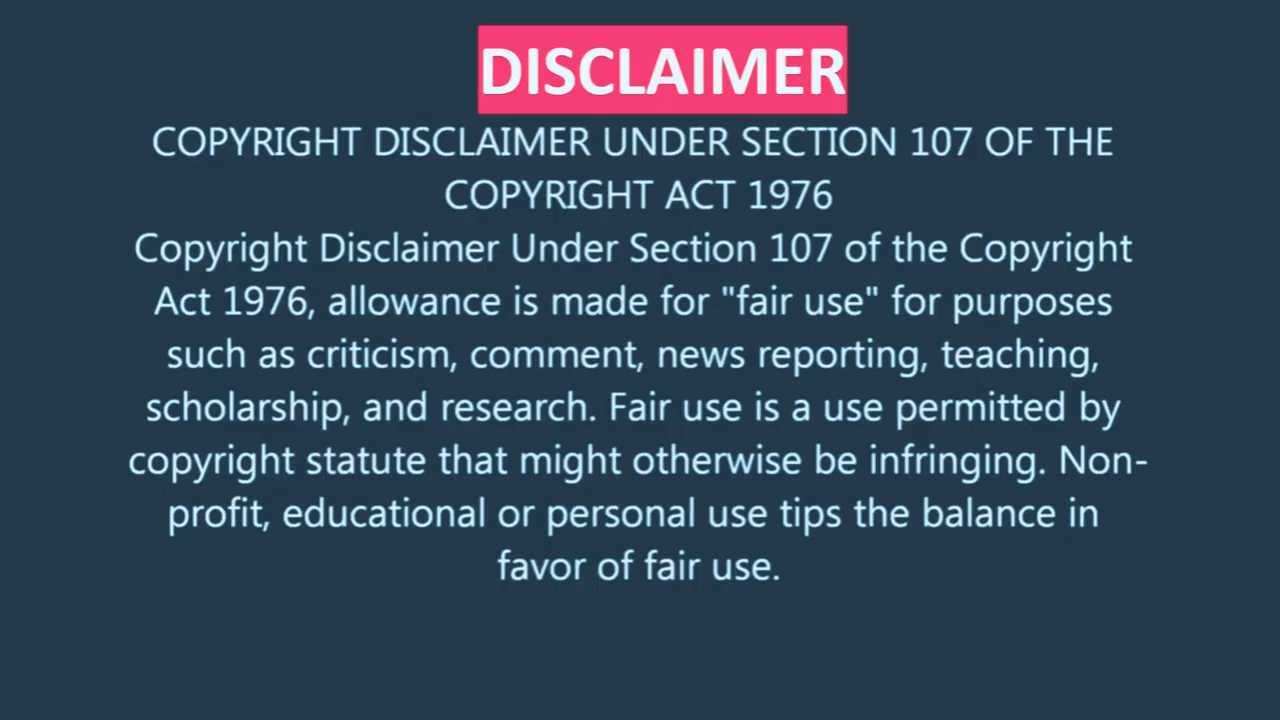 DISCLAIMER
COPYRIGHT DISCLAIMER UNDER SECTION 107 OF THE
COPYRIGHT ACT 1976
Copyright Disclaimer Under Section 107 of the Copyright
Act 1976, allowance is made for "fair use" for purposes
such as criticism, comment, news reporting, teaching,
scholarship, and research. Fair use is a use permitted by
copyright statute that might otherwise be infringing. Non-
profit, educational or personal use tips the balance in
favor of fair use.